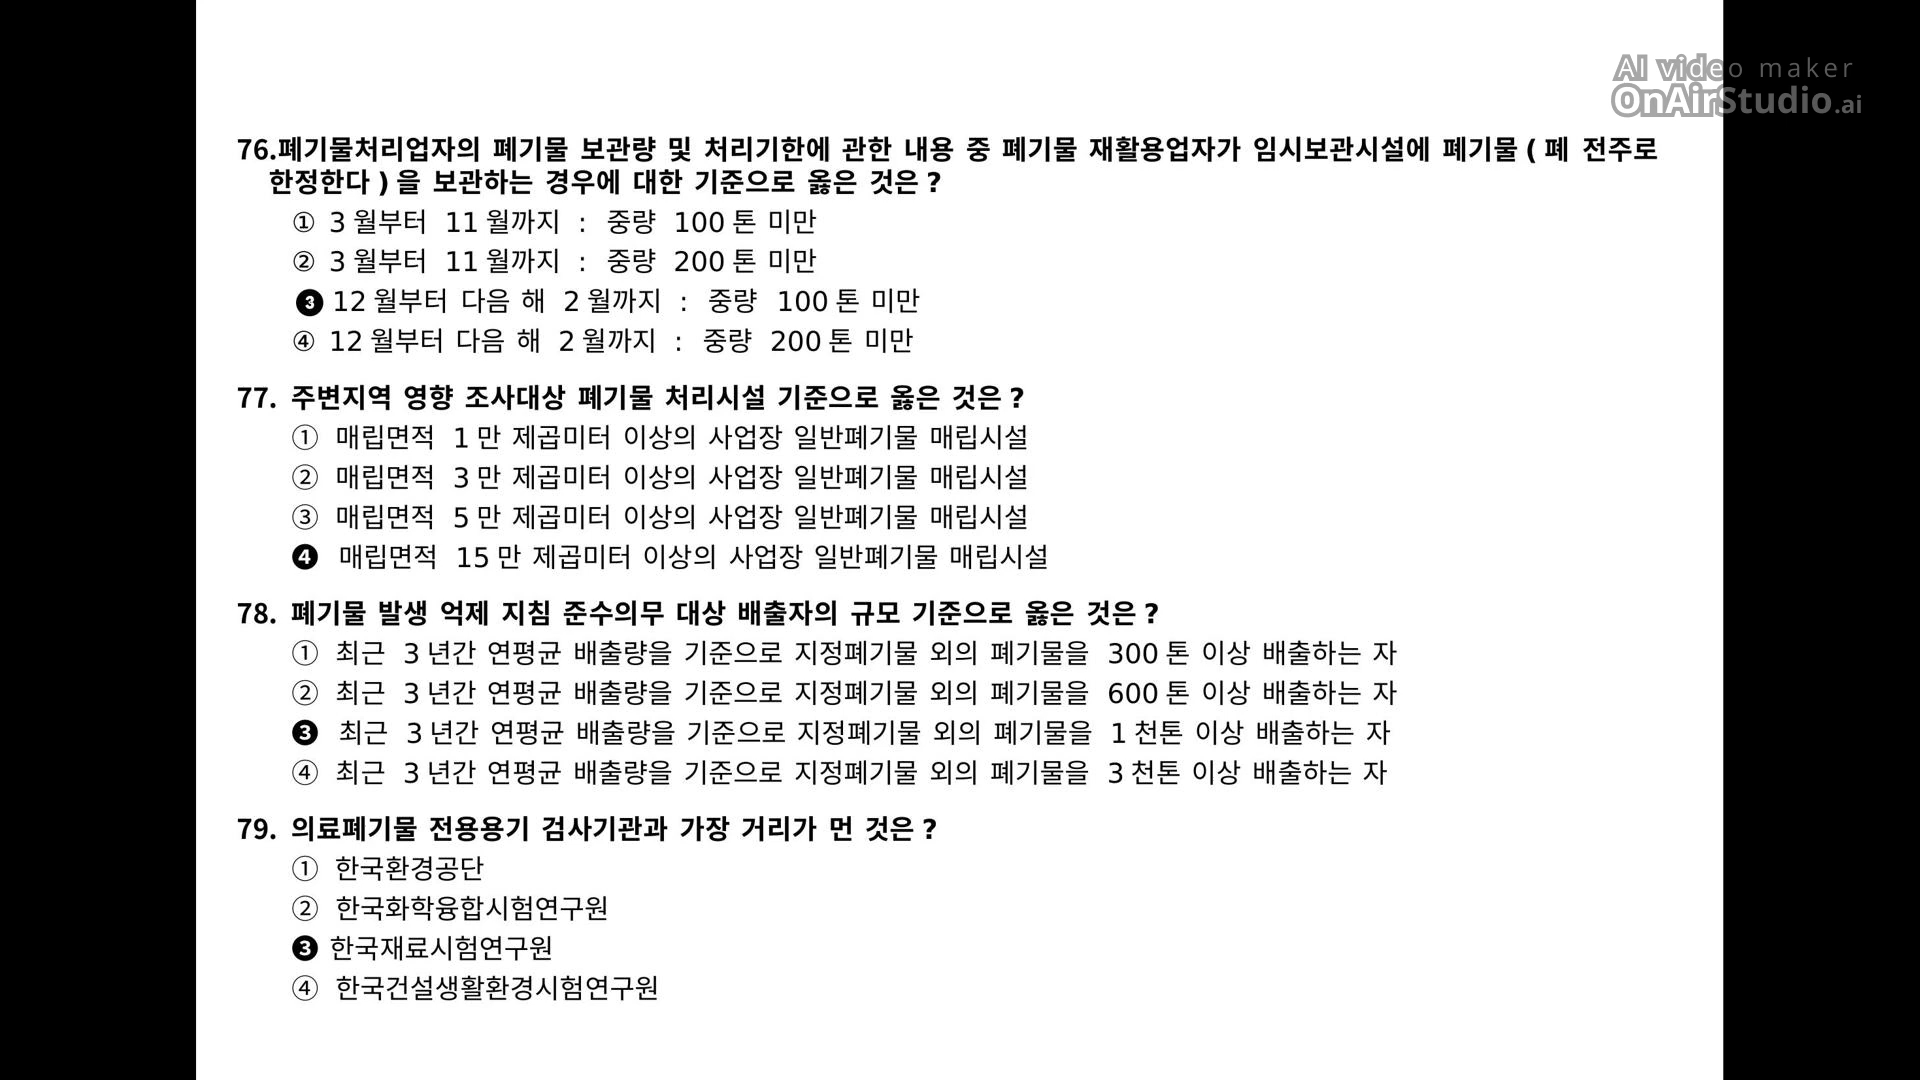 AI video maker
OnAirStudio.ai
76.폐기물처리업자의 폐기물 보관량 및 처리기한에 관한 내용 중 폐기물 재활용업자가 임시보관시설에 폐기물 ( 폐 전주로
한정한다 ) 을 보관하는 경우에 대한 기준으로 옳은 것은 ?
① 3 월부터 11 월까지 : 중량 100 톤 미만
② 3 월부터 11 월까지 : 중량 200 톤 미만
❸ 12 월부터 다음 해 2 월까지 : 중량 100 톤 미만
④ 12 월부터 다음 해 2 월까지 : 중량 200 톤 미만
77. 주변지역 영향 조사대상 폐기물 처리시설 기준으로 옳은 것은 ?
① 매립면적 1 만 제곱미터 이상의 사업장 일반폐기물 매립시설
② 매립면적 3 만 제곱미터 이상의 사업장 일반폐기물 매립시설
③ 매립면적 5 만 제곱미터 이상의 사업장 일반폐기물 매립시설
❹ 매립면적 15 만 제곱미터 이상의 사업장 일반폐기물 매립시설
78. 폐기물 발생 억제 지침 준수의무 대상 배출자의 규모 기준으로 옳은 것은 ?
① 최근 3 년간 연평균 배출량을 기준으로 지정폐기물 외의 폐기물을 300 톤 이상 배출하는 자
② 최근 3 년간 연평균 배출량을 기준으로 지정폐기물 외의 폐기물을 600 톤 이상 배출하는 자
❸ 최근 3 년간 연평균 배출량을 기준으로 지정폐기물 외의 폐기물을 1 천톤 이상 배출하는 자
④ 최근 3 년간 연평균 배출량을 기준으로 지정폐기물 외의 폐기물을 3 천톤 이상 배출하는 자
79. 의료폐기물 전용용기 검사기관과 가장 거리가 먼 것은 ?
① 한국환경공단
② 한국화학융합시험연구원
❸ 한국재료시험연구원
④ 한국건설생활환경시험연구원